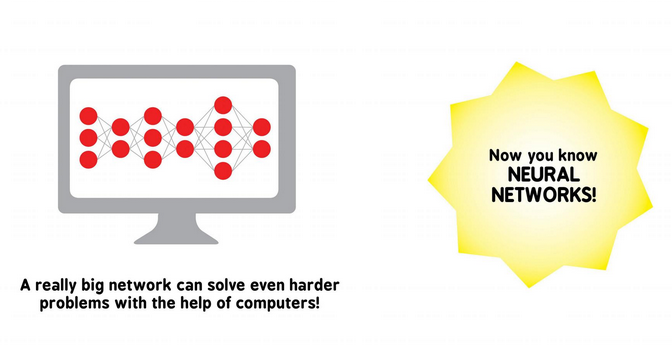 A really big network can solve even harder
problems with the help of computers!
Now you know
NEURAL
NETWORKS!